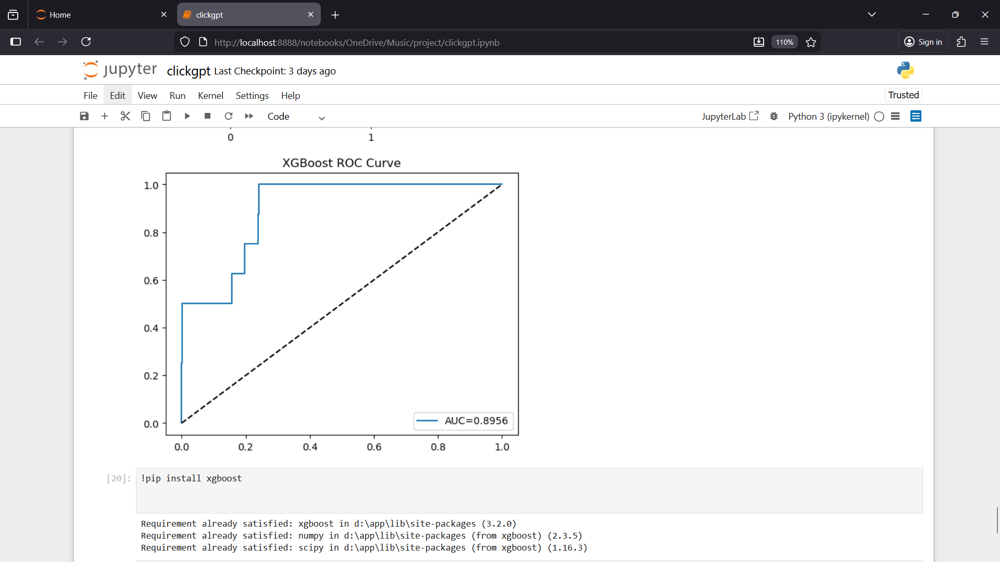 Home
clickgpt
http://localhost:8888/notebooks/OneDrive/Music/project/clickgpt.ipynb
110%
Sign in
jupyter clickgpt Last Checkpoint: 3 days ago
File Edit View Run Kernel Settings Help
Trusted
Code
JupyterLab
Python 3 (ipykernel)
0 1
XGBoost ROC Curve
1.0
0.8
0.6
0.4
0.2
0.0
AUC=0.8956
0.0 0.2 0.4 0.6 0.8 1.0
[20]: !pip install xgboost
Requirement already satisfied: xgboost in d:\app\lib\site-packages (3.2.0)
Requirement already satisfied: numpy in d:\app\lib\site-packages (from xgboost) (2.3.5)
Requirement already satisfied: scipy in d:\app\lib\site-packages (from xgboost) (1.16.3)